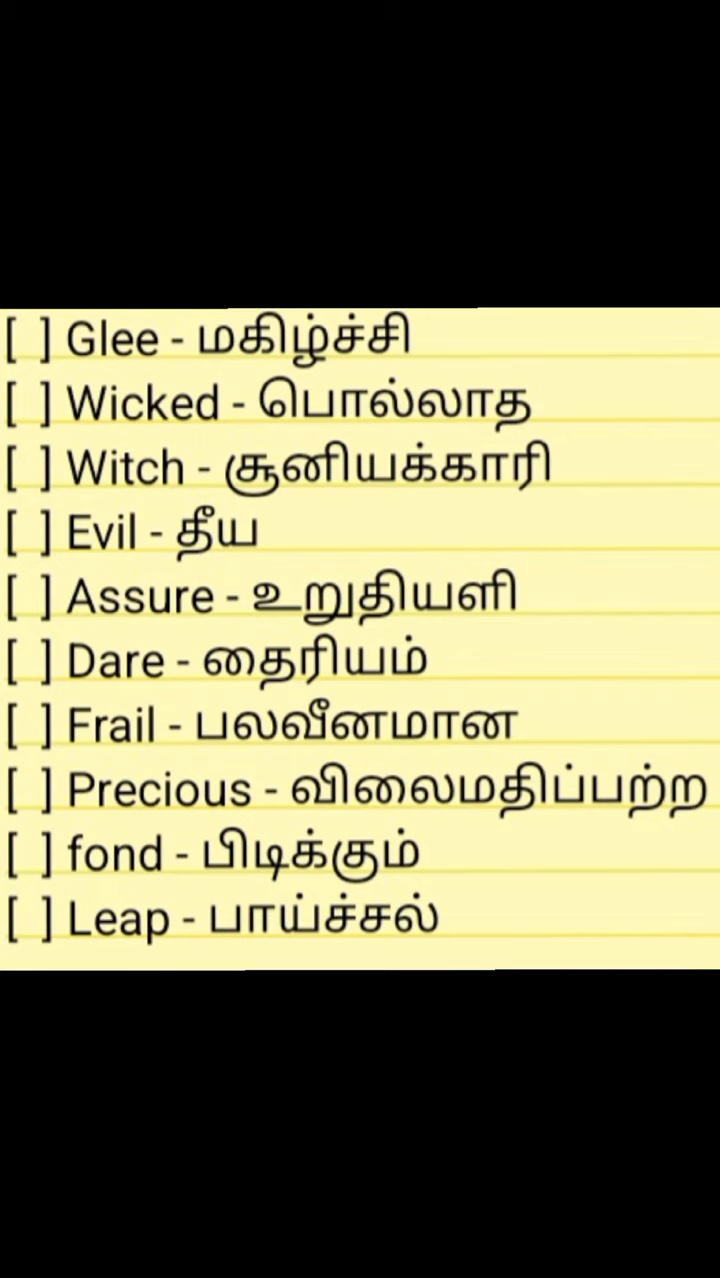 [ ] Glee - மகிழ்ச்சி
[ ] Wicked - பொல்லாத
[ ] Witch - சூனியக்காரி
[ ] Evil - தீய
[ ] Assure - உறுதியளி
[ ] Dare - தைரியம்
[ ] Frail - பலவீனமான
[ ] Precious - விலைமதிப்பற்ற
[ ] fond - பிடிக்கும்
[ ] Leap - பாய்ச்சல்